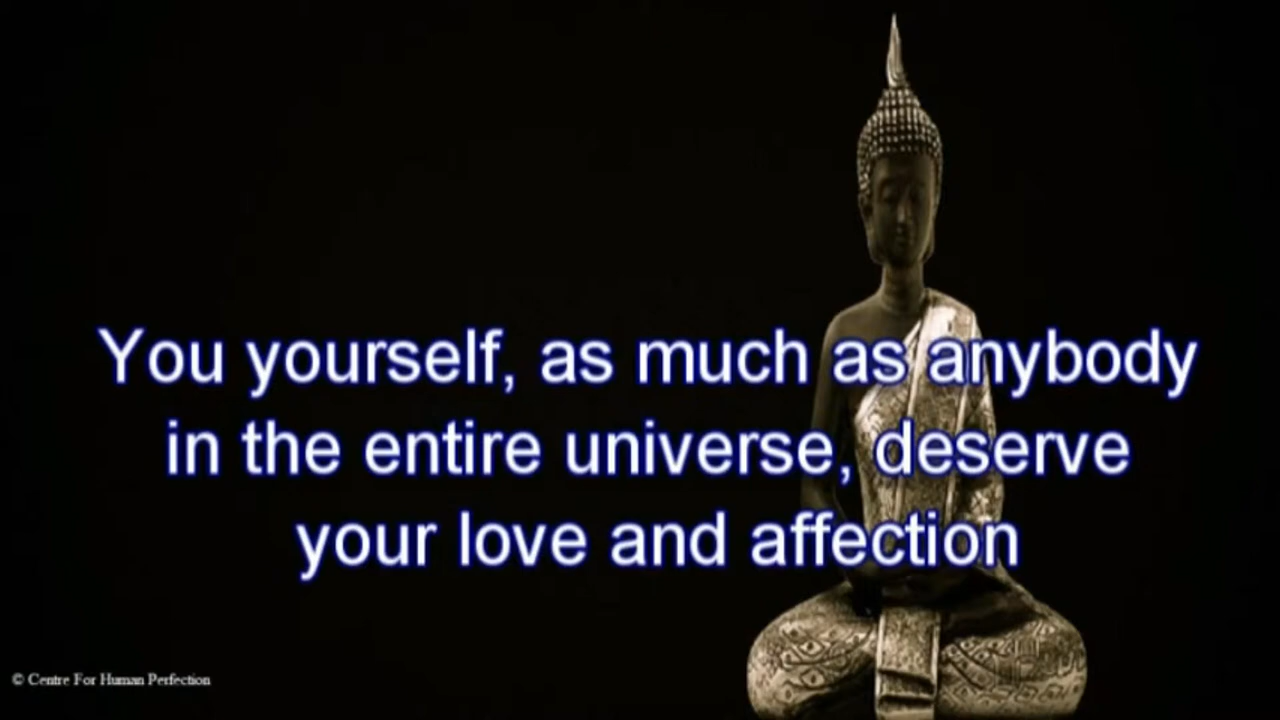 You yourself, as much as anybody
in the entire universe, deserve
your love and affection
© Centre For Human Perfection